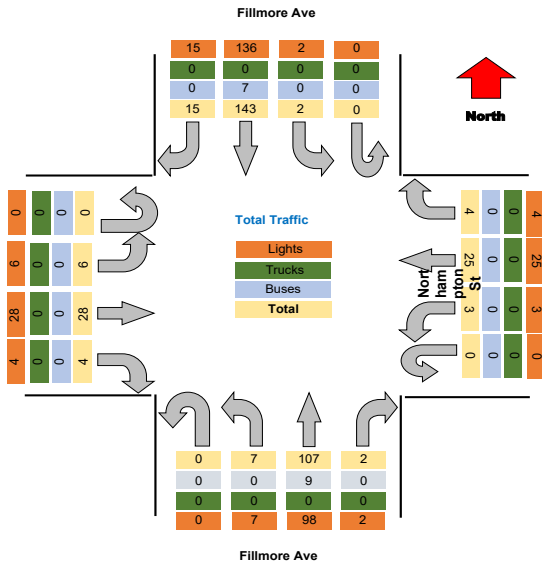 Fillmore Ave
15 136 2 0
0 0 0 0
0 7 0 0
15 143 2 0
North
0 0 0 0
6 0 0 6
28 0 0 28
4 0 0 4
Total Traffic
Lights
Trucks
Buses
Total
4 0 0 4
25 0 0 25
3 0 0 3
0 0 0 0
Nort
ham
pton
St
0 7 107 2
0 0 9 0
0 0 0 0
0 7 98 2
Fillmore Ave